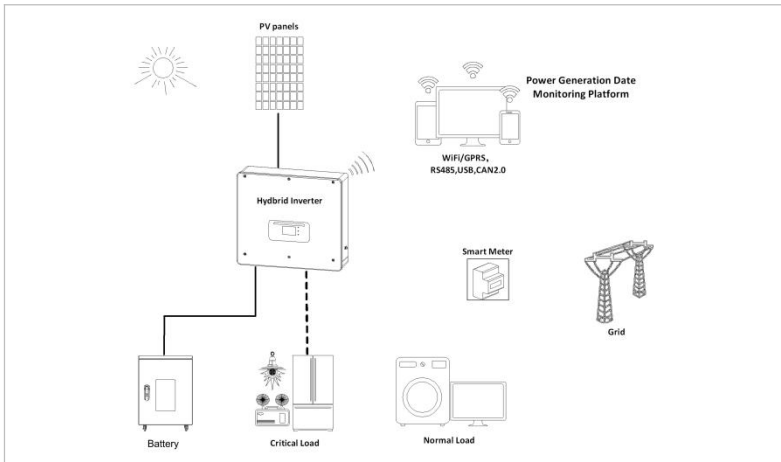 PV panels
Power Generation Date
Monitoring Platform
WiFi/GPRS、
RS485,USB,CAN2.0
Hydbrid Inverter
Smart Meter
Grid
Battery
Critical Load
Normal Load